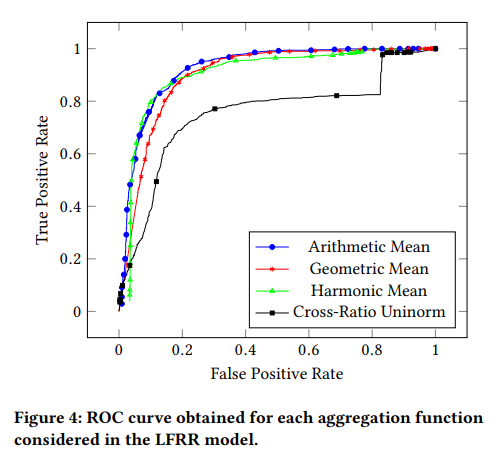 1
0.8
0.6
0.4
0.2
0
True Positive Rate
Arithmetic Mean
Geometric Mean
Harmonic Mean
Cross-Ratio Uninorm
0 0.2 0.4 0.6 0.8 1
False Positive Rate
Figure 4: ROC curve obtained for each aggregation function
considered in the LFRR model.